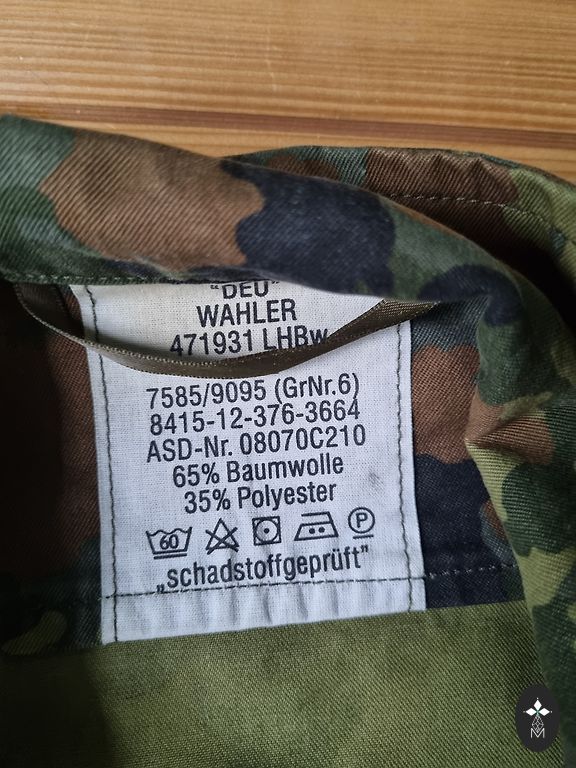 "DEU"
WAHLER
471931 LHBw
7585/9095 (GrNr.6)
8415-12-376-3664
ASD-Nr. 08070C210
65% Baumwolle
35% Polyester
60 P
„schadstoffgeprüft”
M